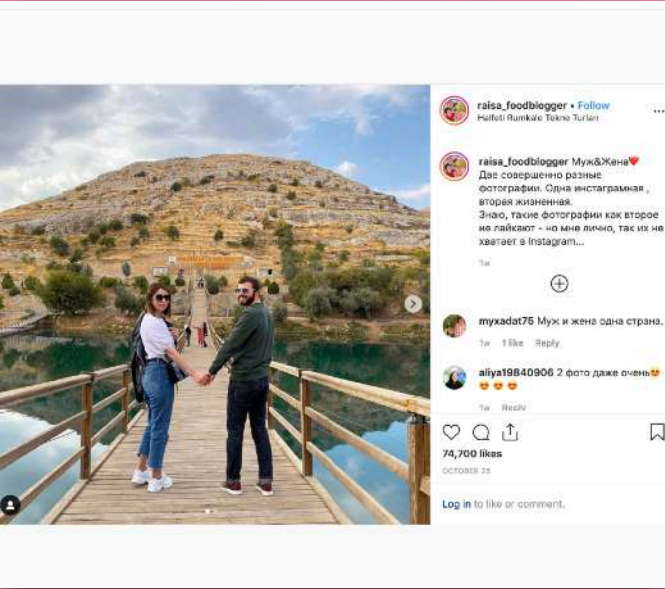 raisa_foodblogger • Follow
Halfeti Rumkale Tekne Turları
raisa_foodblogger Муж&Жена❤️
Две совершенно разные
фотографии. Одна инстаграмная ,
вторая жизненная.
Знаю, такие фотографии как второе
не лайкают - но мне лично, так их не
хватает в Instagram...
1w
myxadat75 Муж и жена одна страна.
1w 1 like Reply
aliya19840906 2 фото даже очень😍
😍 😍 😍
1w Reply
74,700 likes
OCTOBER 25
Log in to like or comment.